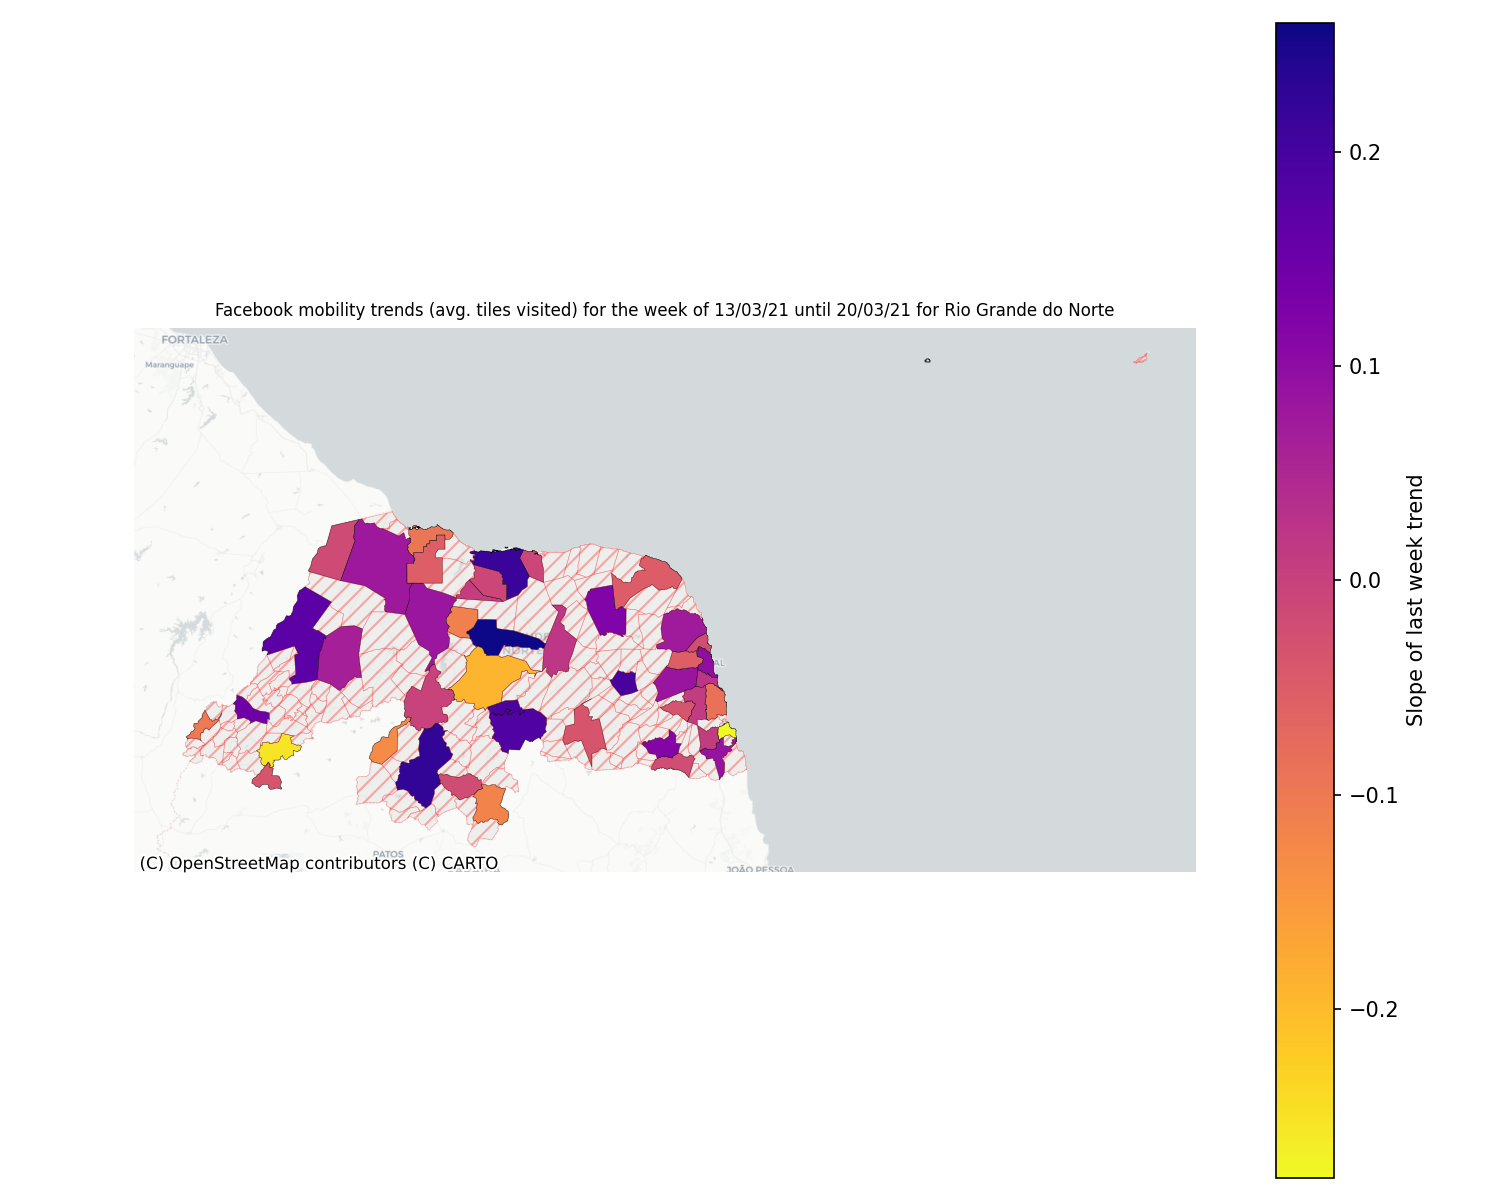 Facebook mobility trends (avg. tiles visited) for the week of 13/03/21 until 20/03/21 for Rio Grande do Norte
FORTALEZA
Maranguape
PATOS
JOÃO PESSOA
(C) OpenStreetMap contributors (C) CARTO
0.2
0.1
0.0
−0.1
−0.2
Slope of last week trend